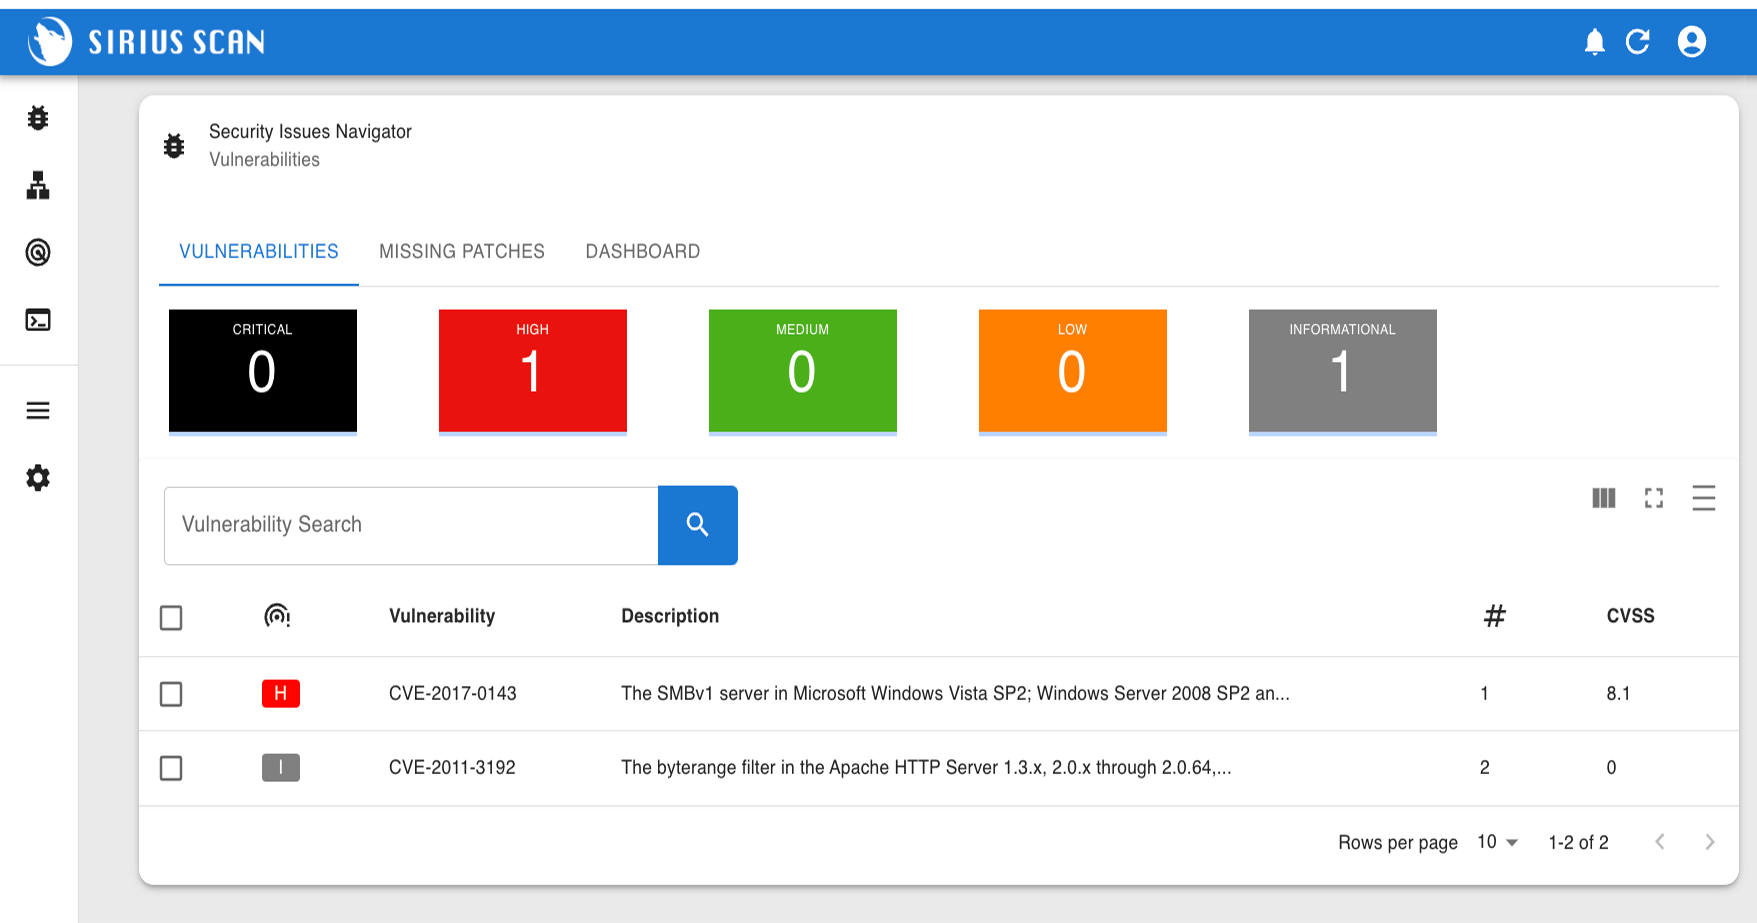 SIRIUS SCAN
Security Issues Navigator
Vulnerabilities
VULNERABILITIES MISSING PATCHES DASHBOARD
CRITICAL HIGH MEDIUM LOW INFORMATIONAL
0 1 0 0 1
Vulnerability Search
Vulnerability Description # CVSS
H CVE-2017-0143 The SMBv1 server in Microsoft Windows Vista SP2; Windows Server 2008 SP2 an... 1 8.1
I CVE-2011-3192 The byterange filter in the Apache HTTP Server 1.3.x, 2.0.x through 2.0.64,... 2 0
Rows per page 10 1-2 of 2